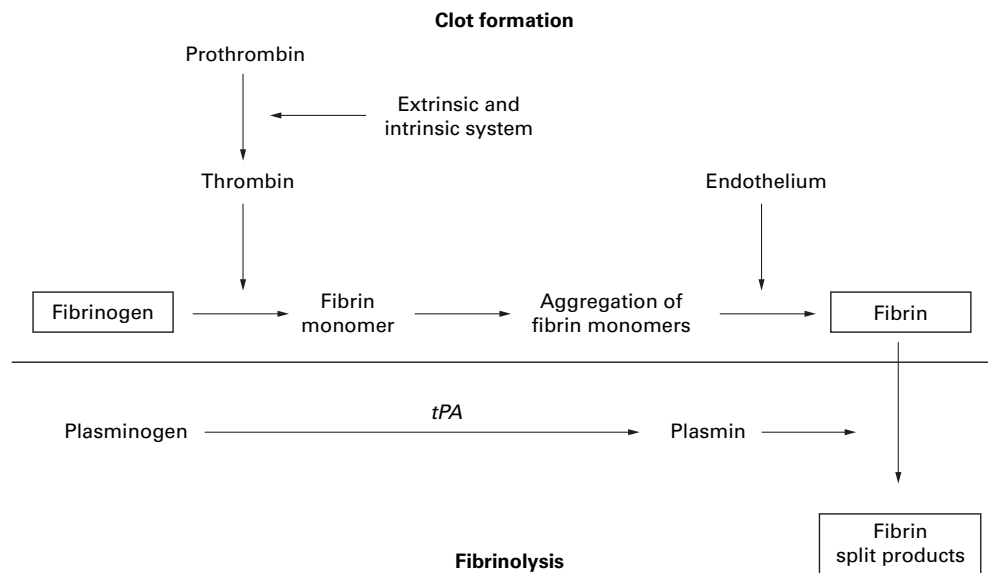 Clot formation
Prothrombin
Extrinsic and
intrinsic system
Thrombin
Endothelium
Fibrinogen
Fibrin
monomer
Aggregation of
fibrin monomers
Fibrin
tPA
Plasminogen
Plasmin
Fibrin
split products
Fibrinolysis